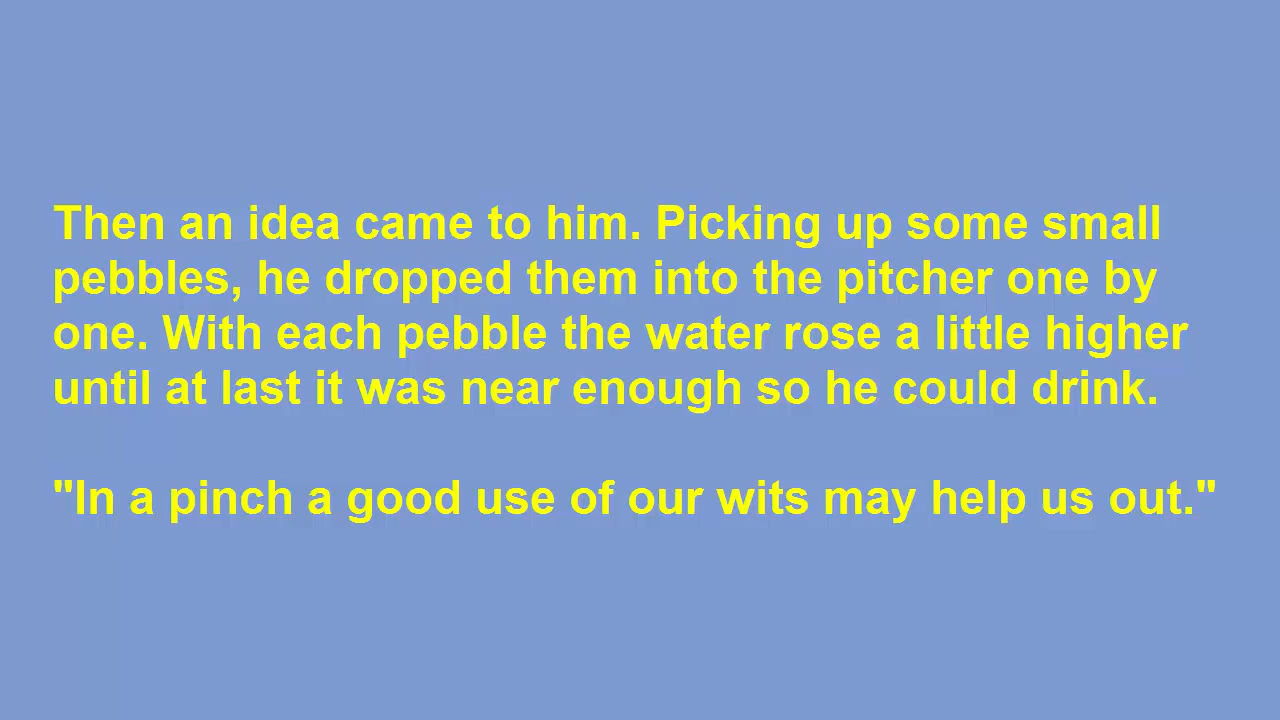 Then an idea came to him. Picking up some small
pebbles, he dropped them into the pitcher one by
one. With each pebble the water rose a little higher
until at last it was near enough so he could drink.
"In a pinch a good use of our wits may help us out."